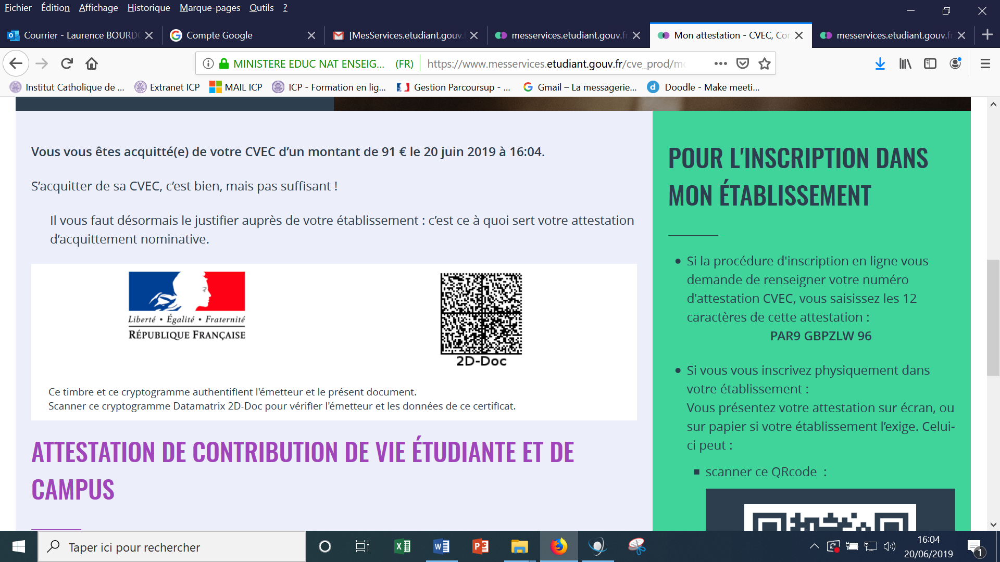 Fichier Édition Affichage Historique Marque-pages Outils ?
Courrier - Laurence BOURD
Compte Google
[MesServices.etudiant.gouv.f
messervices.etudiant.gouv.fr
Mon attestation - CVEC, Co
messervices.etudiant.gouv.fr
MINISTERE EDUC NAT ENSEIG... (FR) https://www.messervices.etudiant.gouv.fr/cve_prod/mo
Institut Catholique de ... Extranet ICP MAIL ICP ICP - Formation en lig... Gestion Parcoursup - ... Gmail – La messagerie... Doodle - Make meeti...
Vous vous êtes acquitté(e) de votre CVEC d’un montant de 91 € le 20 juin 2019 à 16:04.
S’acquitter de sa CVEC, c’est bien, mais pas suffisant !
Il vous faut désormais le justifier auprès de votre établissement : c’est ce à quoi sert votre attestation
d’acquittement nominative.
Liberté • Égalité • Fraternité
RÉPUBLIQUE FRANÇAISE
2D-Doc
Ce timbre et ce cryptogramme authentifient l'émetteur et le présent document.
Scanner ce cryptogramme Datamatrix 2D-Doc pour vérifier l'émetteur et les données de ce certificat.
ATTESTATION DE CONTRIBUTION DE VIE ÉTUDIANTE ET DE
CAMPUS
POUR L'INSCRIPTION DANS
MON ÉTABLISSEMENT
• Si la procédure d'inscription en ligne vous
demande de renseigner votre numéro
d'attestation CVEC, vous saisissez les 12
caractères de cette attestation :
PAR9 GBPZLW 96
• Si vous vous inscrivez physiquement dans
votre établissement :
Vous présentez votre attestation sur écran, ou
sur papier si votre établissement l’exige. Celui-
ci peut :
▪ scanner ce QRcode :
Taper ici pour rechercher
16:04
20/06/2019
1